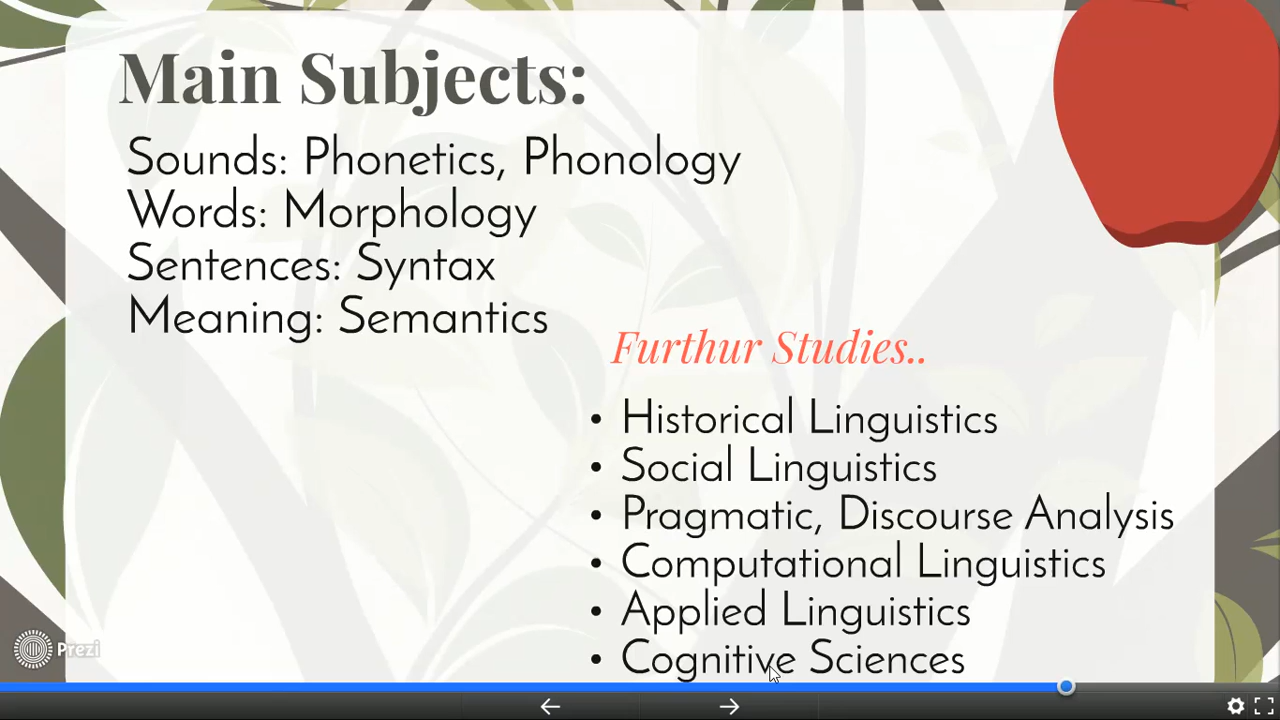 Main Subjects:
Sounds: Phonetics, Phonology
Words: Morphology
Sentences: Syntax
Meaning: Semantics
Furthur Studies..
• Historical Linguistics
• Social Linguistics
• Pragmatic, Discourse Analysis
• Computational Linguistics
• Applied Linguistics
• Cognitive Sciences
Prezi